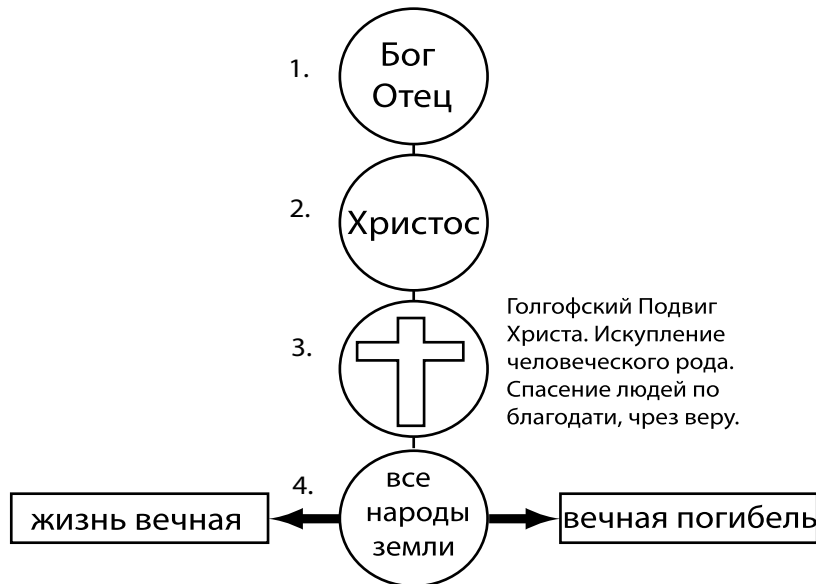 1.
Бог
Отец
2.
Христос
3.
Голгофский Подвиг
Христа. Искупление
человеческого рода.
Спасение людей по
благодати, чрез веру.
4.
все
народы
земли
жизнь вечная
вечная погибель